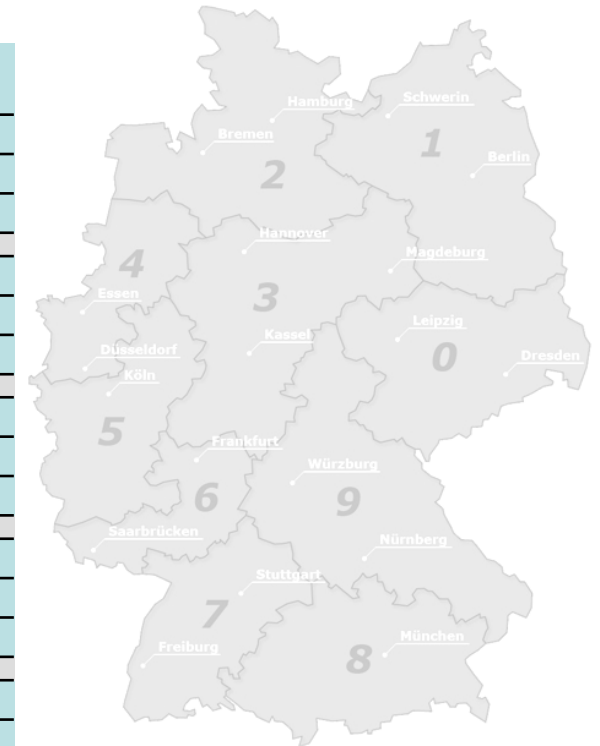 Hamburg
Schwerin
Bremen
1
Berlin
2
Hannover
4
Magdeburg
3
Essen
Leipzig
Kassel
Düsseldorf
0
Dresden
Köln
5
Frankfurt
Würzburg
6
9
Saarbrücken
Nürnberg
Stuttgart
7
München
Freiburg
8